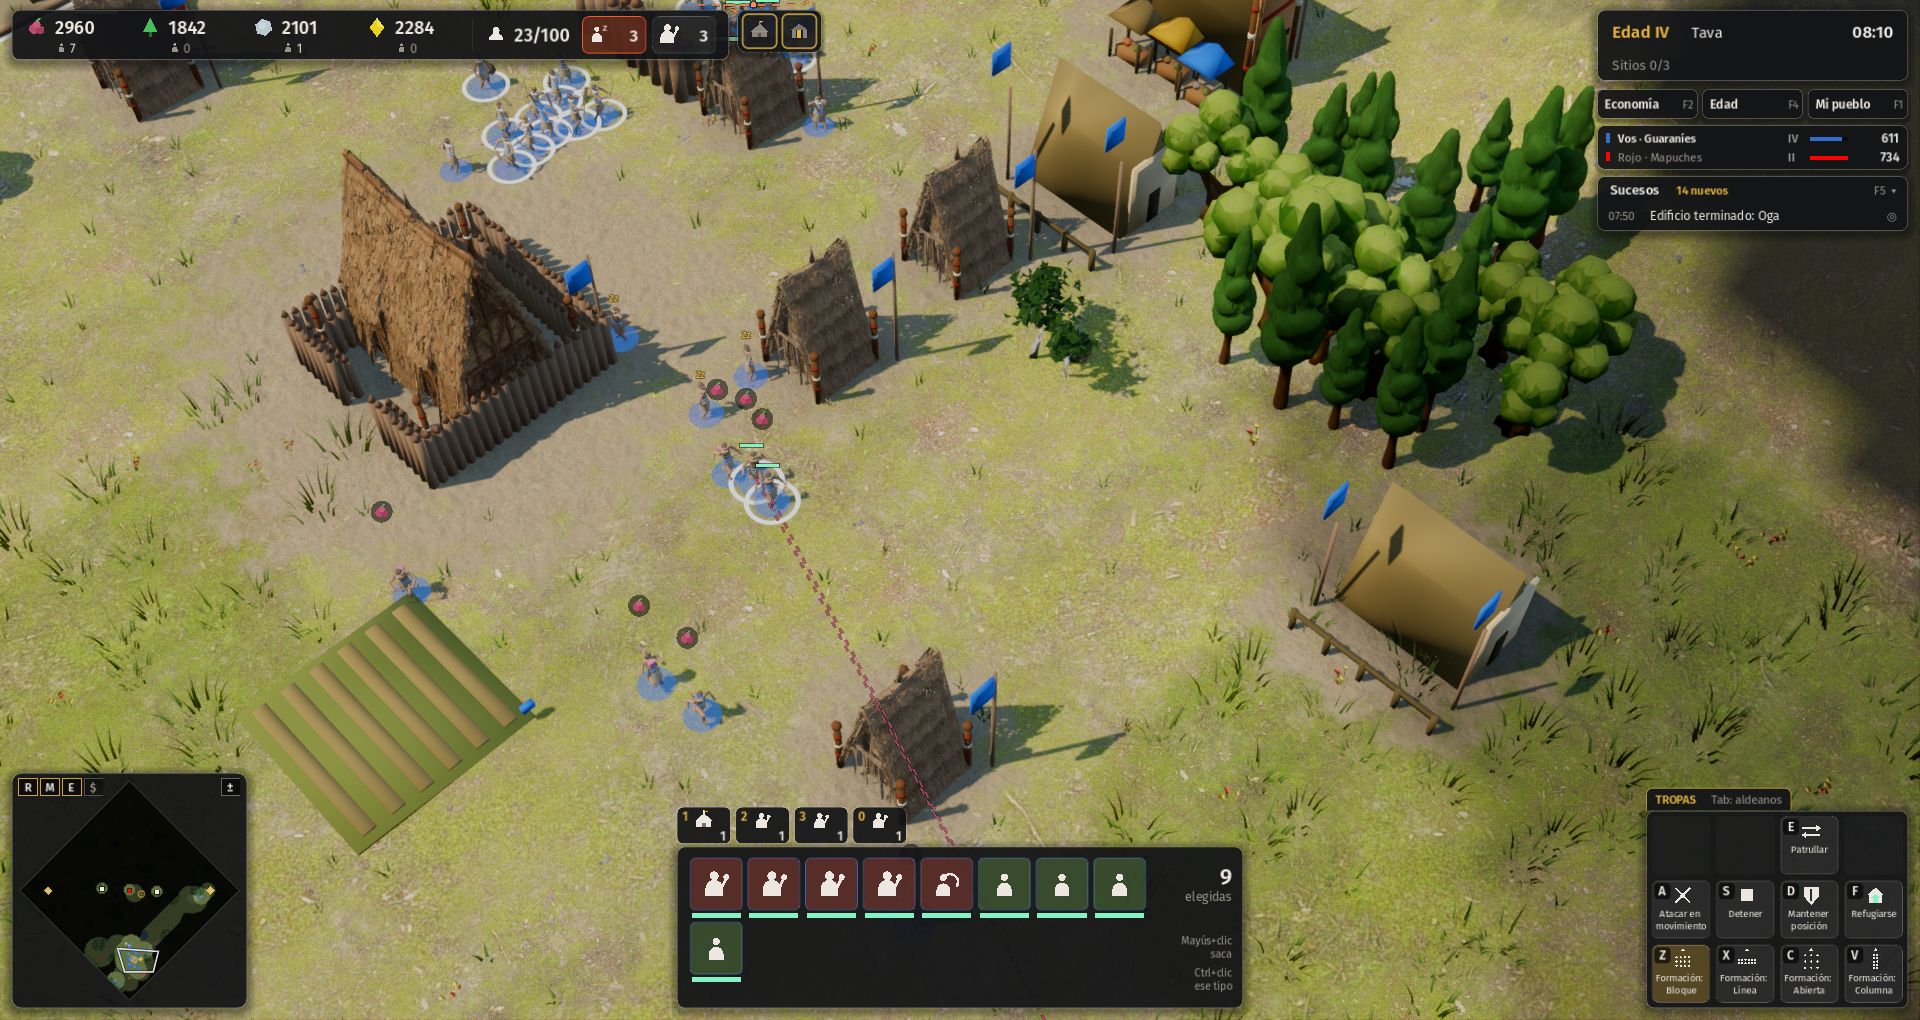 2960 1842 2101 2284 23/100 3 3
7 0 1 0
Edad IV Tava 08:10
Sitios 0/3
Economía F2 Edad F4 Mi pueblo F1
Vos · Guaraníes IV 611
Rojo · Mapuches II 734
Sucesos 14 nuevos F5
07:50 Edificio terminado: Oga
zz
zz
zz
R M E $ ±
1 1 2 1 3 1 0 1
9
elegidas
Mayús+clic
saca
Ctrl+clic
ese tipo
TROPAS Tab: aldeanos
E
Patrullar
A S D F
Atacar en movimiento Detener Mantener posición Refugiarse
Z X C V
Formación: Bloque Formación: Línea Formación: Abierta Formación: Columna